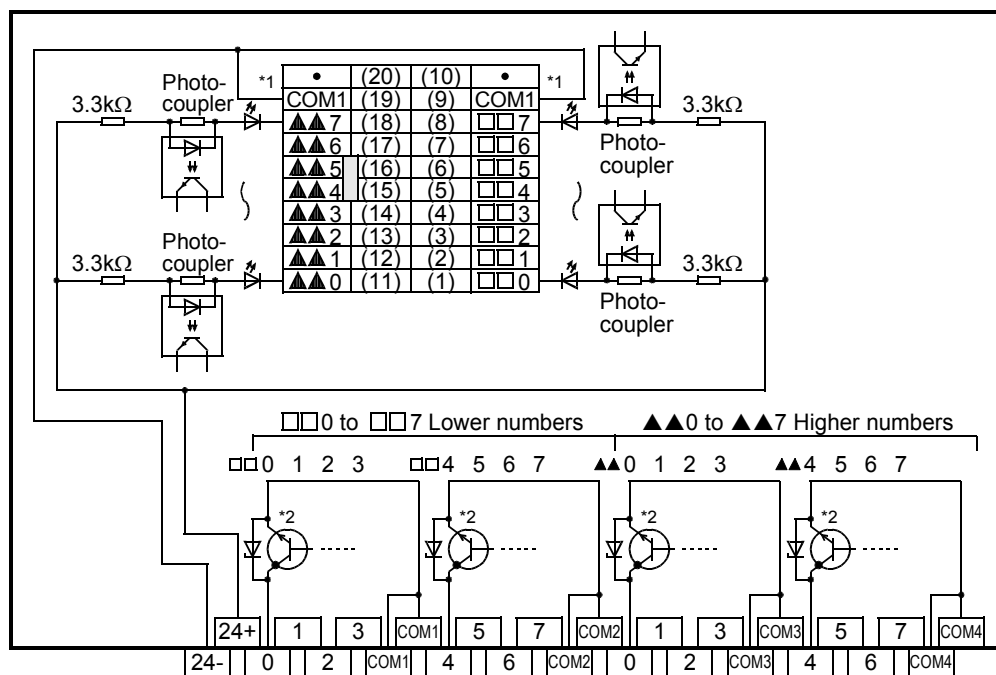 *1 • (20) (10) • *1
Photo-
coupler
3.3kΩ
COM1 (19) (9) COM1
▲▲7 (18) (8) □□7
3.3kΩ
▲▲6 (17) (7) □□6
Photo-
coupler
▲▲5 (16) (6) □□5
▲▲4 (15) (5) □□4
▲▲3 (14) (4) □□3
▲▲2 (13) (3) □□2
Photo-
coupler
3.3kΩ
▲▲1 (12) (2) □□1
3.3kΩ
▲▲0 (11) (1) □□0
Photo-
coupler
□□0 to □□7 Lower numbers ▲▲0 to ▲▲7 Higher numbers
□□0 1 2 3 □□4 5 6 7 ▲▲0 1 2 3 ▲▲4 5 6 7
*2 *2 *2 *2
24+ 1 3 COM1 5 7 COM2 1 3 COM3 5 7 COM4
24- 0 2 COM1 4 6 COM2 0 2 COM3 4 6 COM4